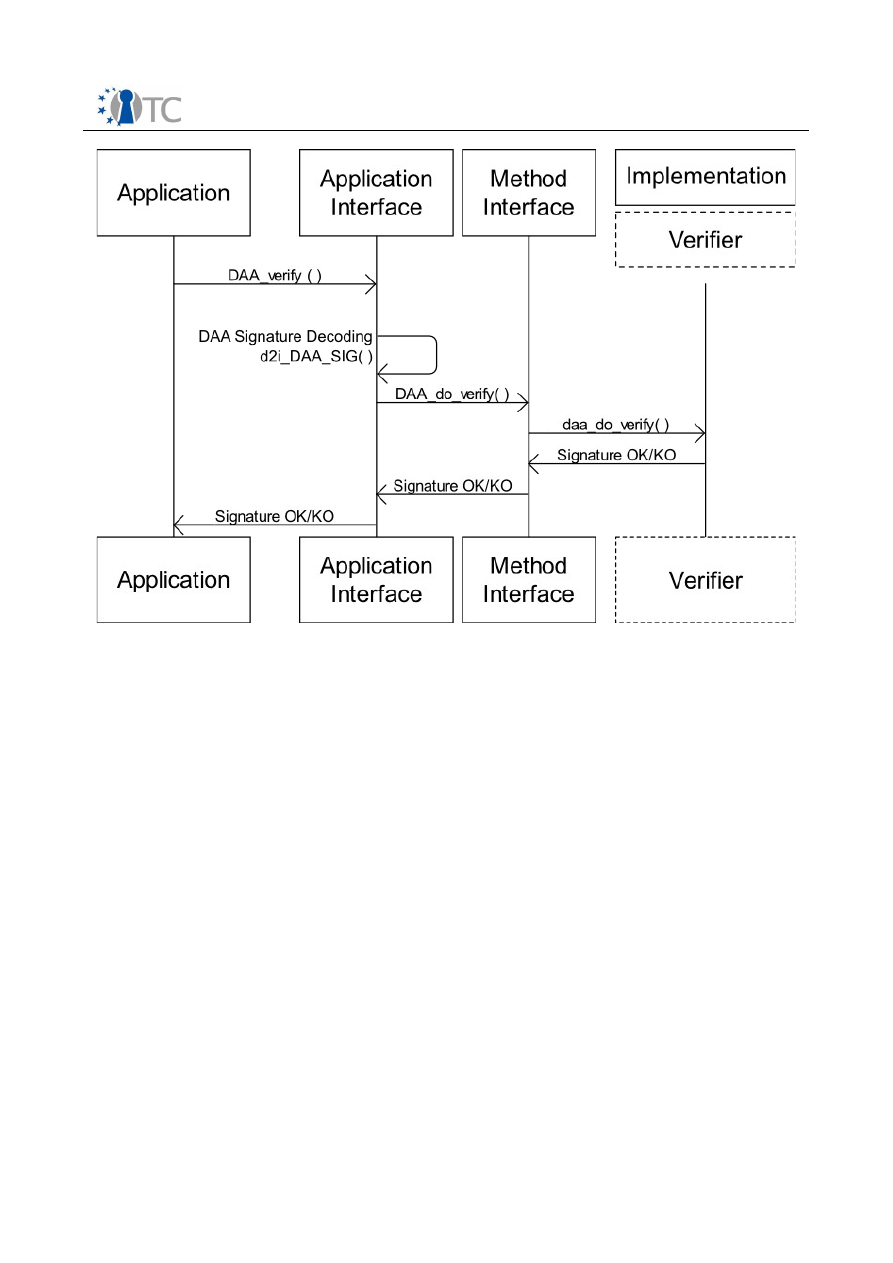 TC
Application
Application
Interface
Method
Interface
Implementation
Verifier
DAA_verify ( )
DAA Signature Decoding
d2i_DAA_SIG( )
DAA_do_verify( )
daa_do_verify( )
Signature OK/KO
Signature OK/KO
Signature OK/KO
Application
Application
Interface
Method
Interface
Verifier